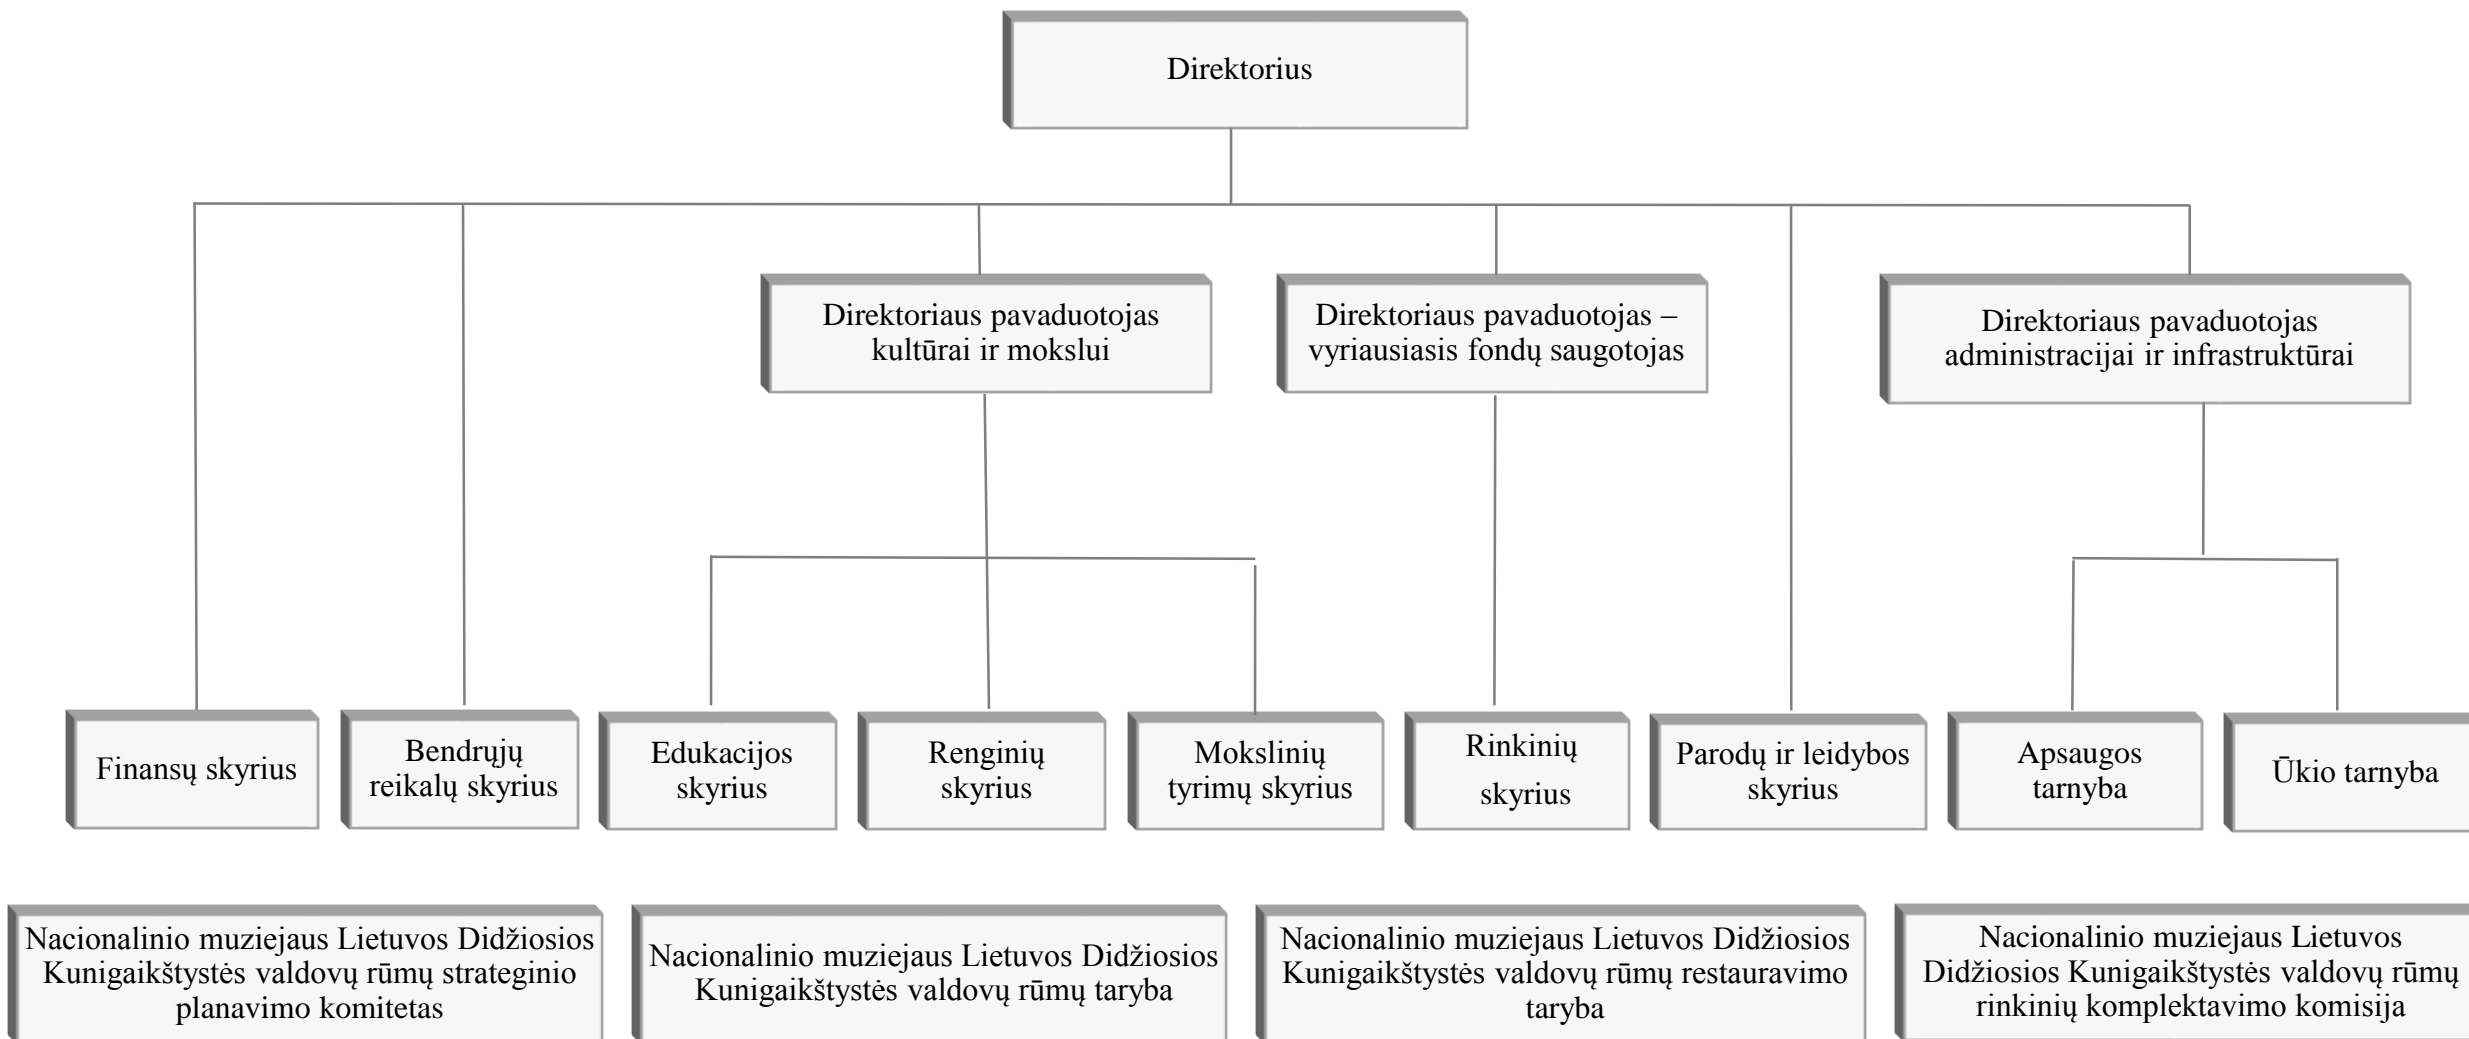 Direktorius
Direktoriaus pavaduotojas
kultūrai ir mokslui
Direktoriaus pavaduotojas –
vyriausiasis fondų saugotojas
Direktoriaus pavaduotojas
administracijai ir infrastruktūrai
Finansų skyrius
Bendrųjų
reikalų skyrius
Edukacijos
skyrius
Renginių
skyrius
Mokslinių
tyrimų skyrius
Rinkinių
skyrius
Parodų ir leidybos
skyrius
Apsaugos
tarnyba
Ūkio tarnyba
Nacionalinio muziejaus Lietuvos Didžiosios
Kunigaikštystės valdovų rūmų strateginio
planavimo komitetas
Nacionalinio muziejaus Lietuvos Didžiosios
Kunigaikštystės valdovų rūmų taryba
Nacionalinio muziejaus Lietuvos Didžiosios
Kunigaikštystės valdovų rūmų restauravimo
taryba
Nacionalinio muziejaus Lietuvos
Didžiosios Kunigaikštystės valdovų rūmų
rinkinių komplektavimo komisija